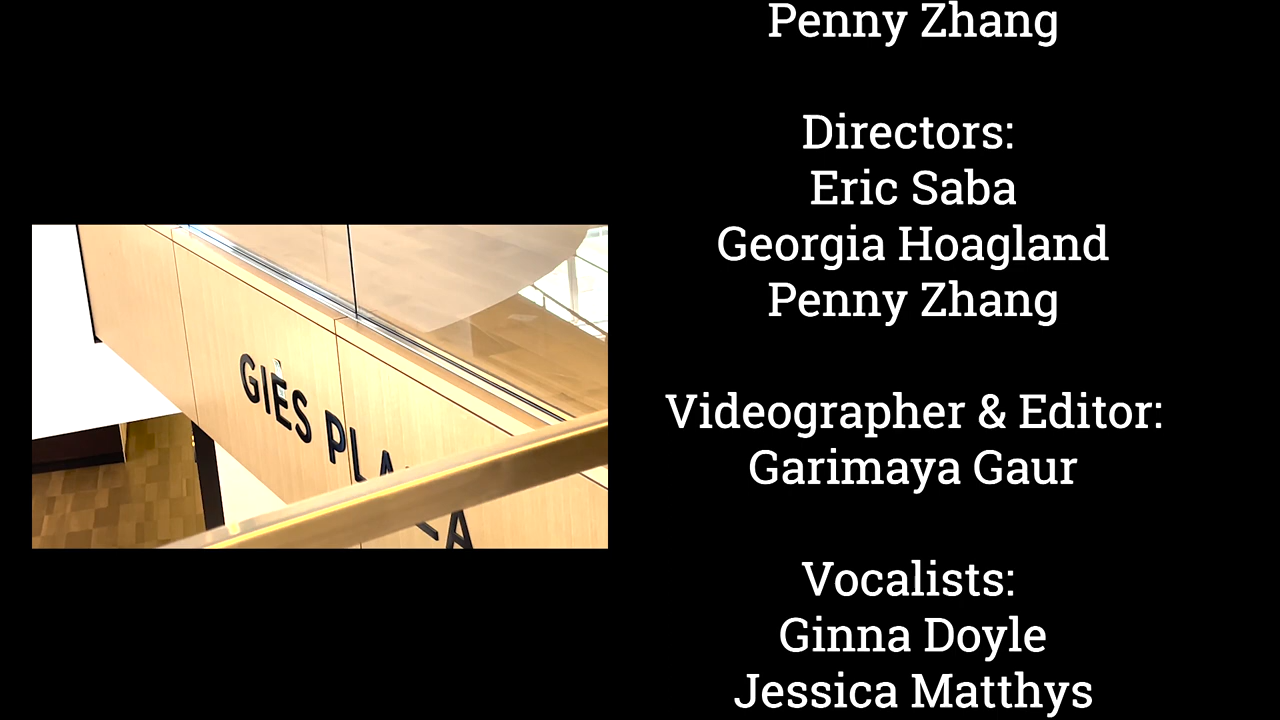 GIES PLA
ZA
Penny Zhang
Directors:
Eric Saba
Georgia Hoagland
Penny Zhang
Videographer & Editor:
Garimaya Gaur
Vocalists:
Ginna Doyle
Jessica Matthys